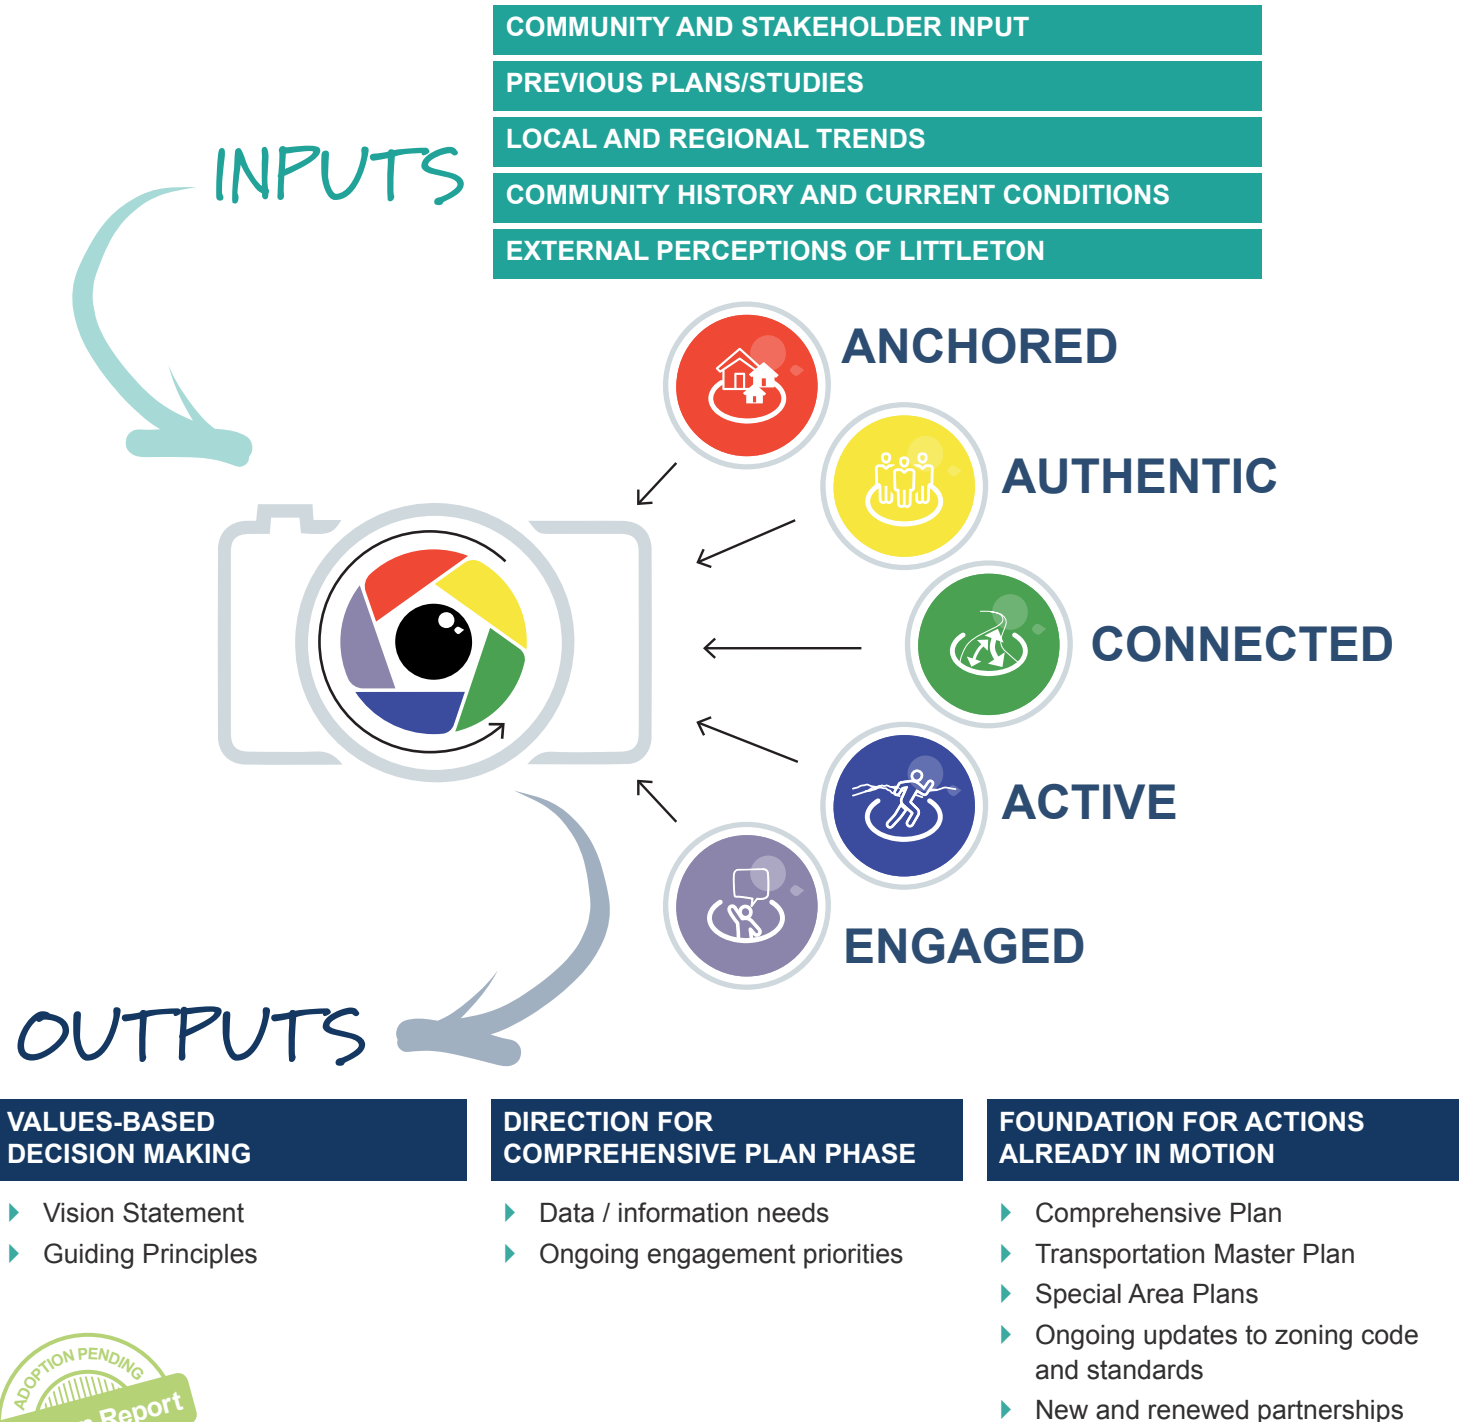 COMMUNITY AND STAKEHOLDER INPUT
PREVIOUS PLANS/STUDIES
LOCAL AND REGIONAL TRENDS
INPUTS
COMMUNITY HISTORY AND CURRENT CONDITIONS
EXTERNAL PERCEPTIONS OF LITTLETON
ANCHORED
AUTHENTIC
CONNECTED
ACTIVE
ENGAGED
OUTPUTS
VALUES-BASED
DECISION MAKING
Vision Statement
Guiding Principles
DIRECTION FOR
COMPREHENSIVE PLAN PHASE
Data / information needs
Ongoing engagement priorities
FOUNDATION FOR ACTIONS
ALREADY IN MOTION
Comprehensive Plan
Transportation Master Plan
Special Area Plans
Ongoing updates to zoning code
and standards
New and renewed partnerships
ADOPTION PENDING
Report